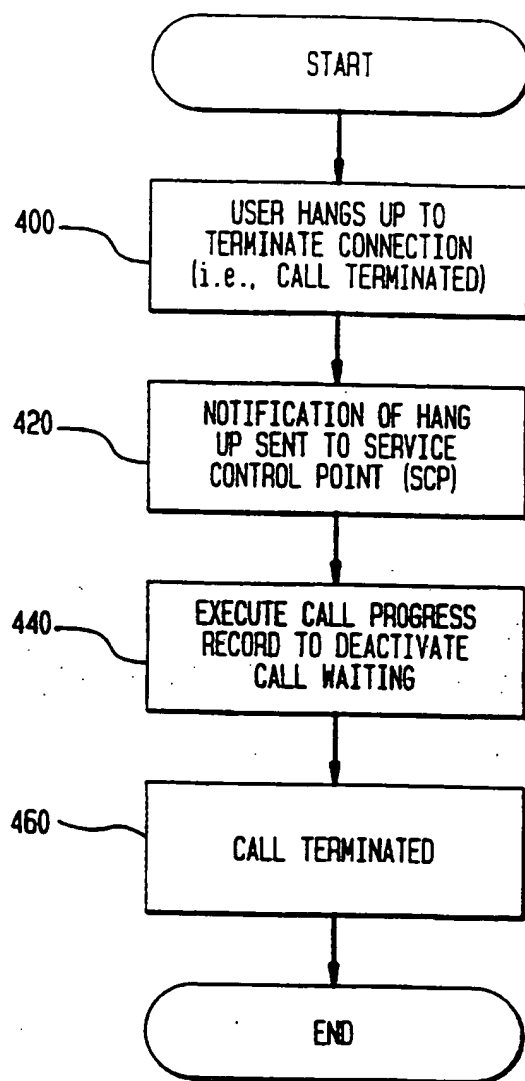 START
400
USER HANGS UP TO
TERMINATE CONNECTION
(i.e., CALL TERMINATED)
420
NOTIFICATION OF HANG
UP SENT TO SERVICE
CONTROL POINT (SCP)
440
EXECUTE CALL PROGRESS
RECORD TO DEACTIVATE
CALL WAITING
460
CALL TERMINATED
END